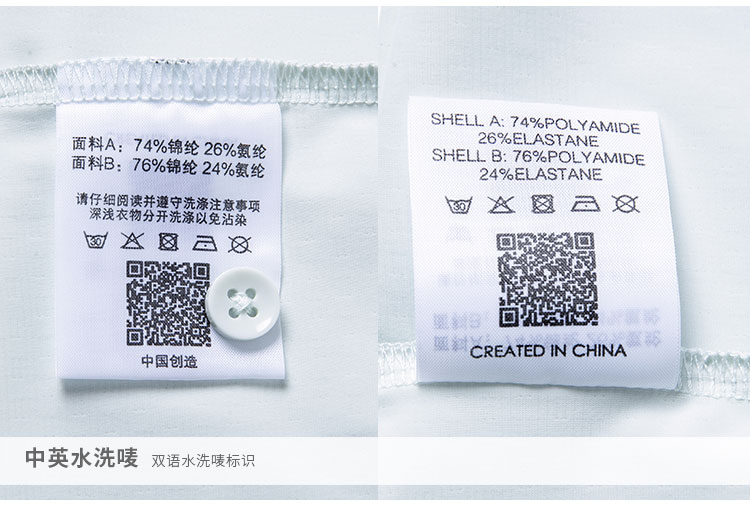 面料A：74%锦纶 26%氨纶
面料B：76%锦纶 24%氨纶
请仔细阅读并遵守洗涤注意事项
深浅衣物分开洗涤以免沾染
30
中国创造
SHELL A: 74%POLYAMIDE
26%ELASTANE
SHELL B: 76%POLYAMIDE
24%ELASTANE
30
CREATED IN CHINA
中英水洗唛 双语水洗唛标识